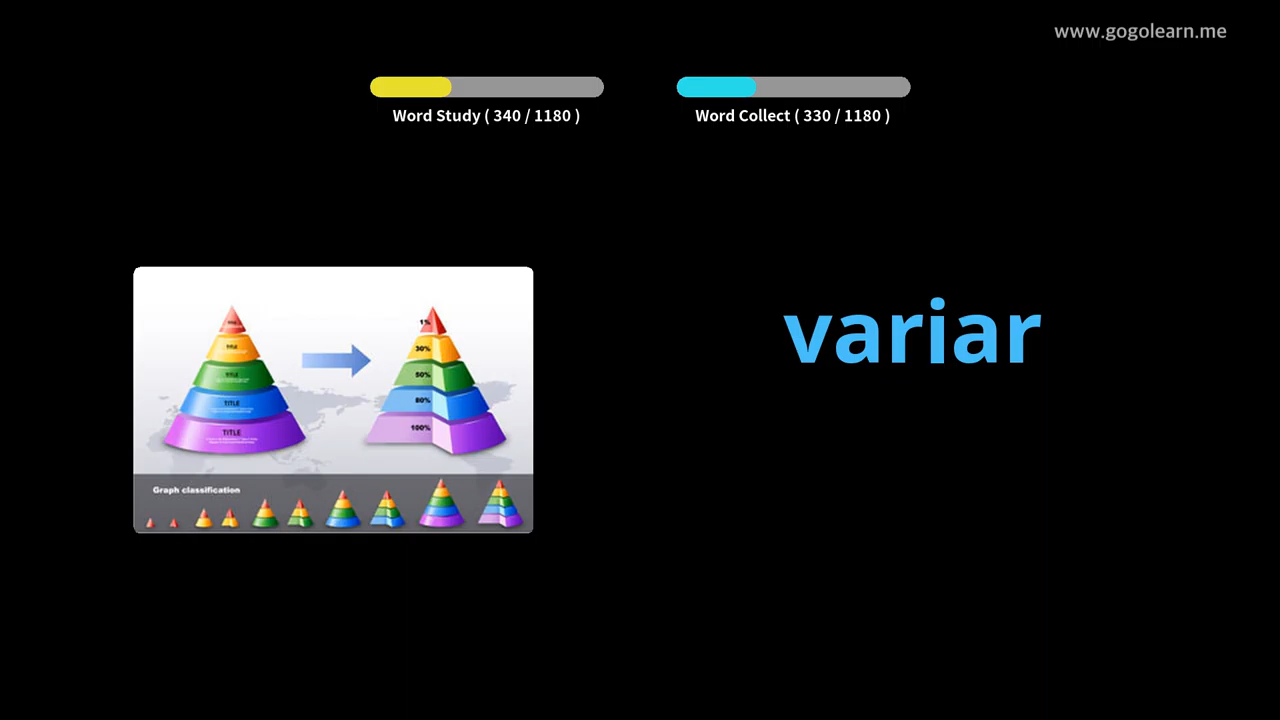 www.gogolearn.me
Word Study ( 340 / 1180 )
Word Collect ( 330 / 1180 )
variar
TITLE
TITLE
TITLE
TITLE
1%
30%
50%
80%
100%
Graph classification